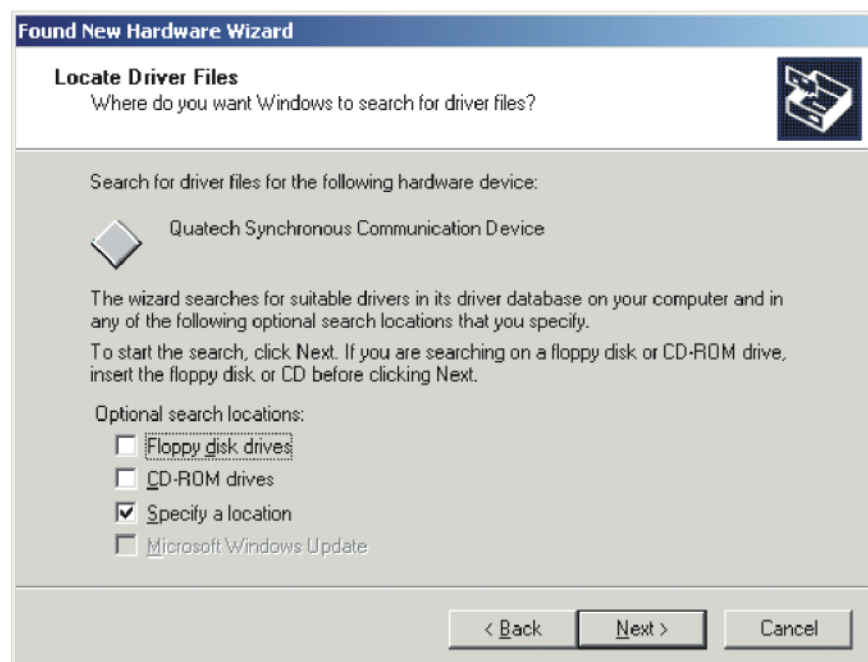 Found New Hardware Wizard
Locate Driver Files
Where do you want Windows to search for driver files?
Search for driver files for the following hardware device:
Quatech Synchronous Communication Device
The wizard searches for suitable drivers in its driver database on your computer and in
any of the following optional search locations that you specify.
To start the search, click Next. If you are searching on a floppy disk or CD-ROM drive,
insert the floppy disk or CD before clicking Next.
Optional search locations:
Floppy disk drives
CD-ROM drives
Specify a location
Microsoft Windows Update
< Back Next > Cancel